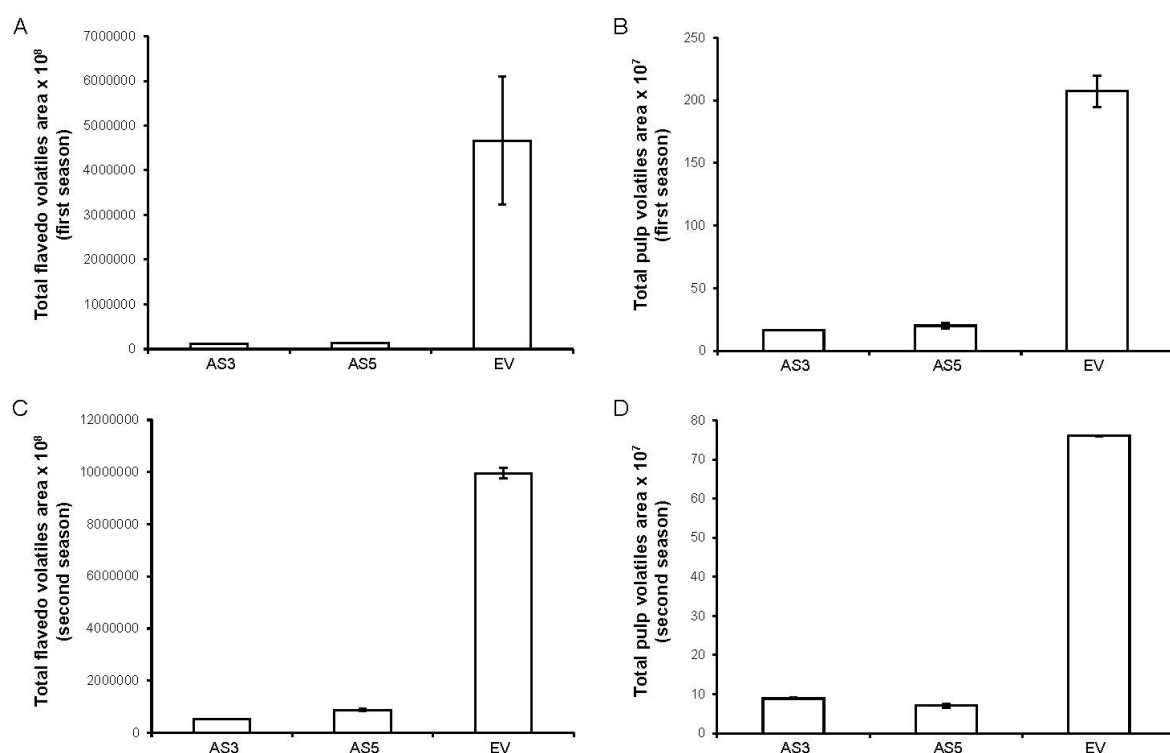 A
Total flavedo volatiles area x 10⁸
(first season)
7000000
6000000
5000000
4000000
3000000
2000000
1000000
0
AS3 AS5 EV
B
Total pulp volatiles area x 10⁷
(first season)
250
200
150
100
50
0
AS3 AS5 EV
C
Total flavedo volatiles area x 10⁸
(second season)
12000000
10000000
8000000
6000000
4000000
2000000
0
AS3 AS5 EV
D
Total pulp volatiles area x 10⁷
(second season)
80
70
60
50
40
30
20
10
0
AS3 AS5 EV